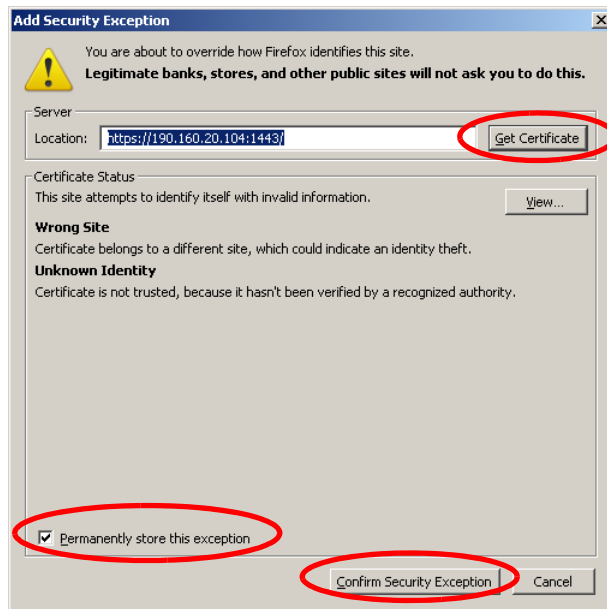 Add Security Exception
You are about to override how Firefox identifies this site.
Legitimate banks, stores, and other public sites will not ask you to do this.
Server
Location: https://190.160.20.104:1443/ Get Certificate
Certificate Status
This site attempts to identify itself with invalid information.
View...
Wrong Site
Certificate belongs to a different site, which could indicate an identity theft.
Unknown Identity
Certificate is not trusted, because it hasn't been verified by a recognized authority.
Permanently store this exception
Confirm Security Exception Cancel